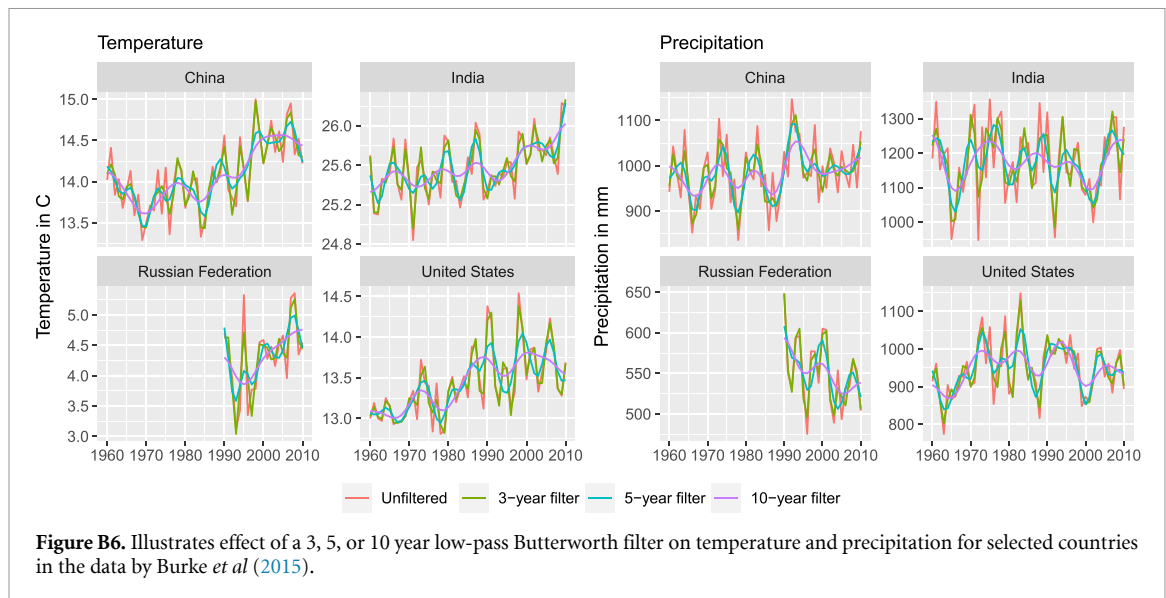 Temperature
Precipitation
China
India
China
India
15.0
14.5
14.0
13.5
26.0
25.6
25.2
24.8
1100
1000
900
1300
1200
1100
1000
Russian Federation
United States
Russian Federation
United States
5.0
4.5
4.0
3.5
3.0
14.5
14.0
13.5
13.0
650
600
550
500
1100
1000
900
800
1960 1970 1980 1990 2000 2010
1960 1970 1980 1990 2000 2010
1960 1970 1980 1990 2000 2010
1960 1970 1980 1990 2000 2010
Temperature in C
Precipitation in mm
Unfiltered 3−year filter 5−year filter 10−year filter
Figure B6. Illustrates effect of a 3, 5, or 10 year low-pass Butterworth filter on temperature and precipitation for selected countries
in the data by Burke et al (2015).